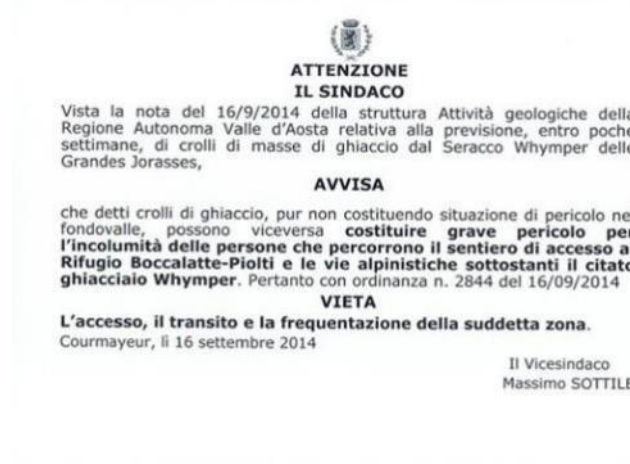 ATTENZIONE
IL SINDACO
Vista la nota del 16/9/2014 della struttura Attività geologiche della
Regione Autonoma Valle d'Aosta relativa alla previsione, entro poche
settimane, di crolli di masse di ghiaccio dal Seracco Whymper delle
Grandes Jorasses,
AVVISA
che detti crolli di ghiaccio, pur non costituendo situazione di pericolo ne
fondovalle, possono viceversa costituire grave pericolo per
l'incolumità delle persone che percorrono il sentiero di accesso a
Rifugio Boccalatte-Piolti e le vie alpinistiche sottostanti il citato
ghiacciaio Whymper. Pertanto con ordinanza n. 2844 del 16/09/2014
VIETA
L'accesso, il transito e la frequentazione della suddetta zona.
Courmayeur, lì 16 settembre 2014
Il Vicesindaco
Massimo SOTTILE